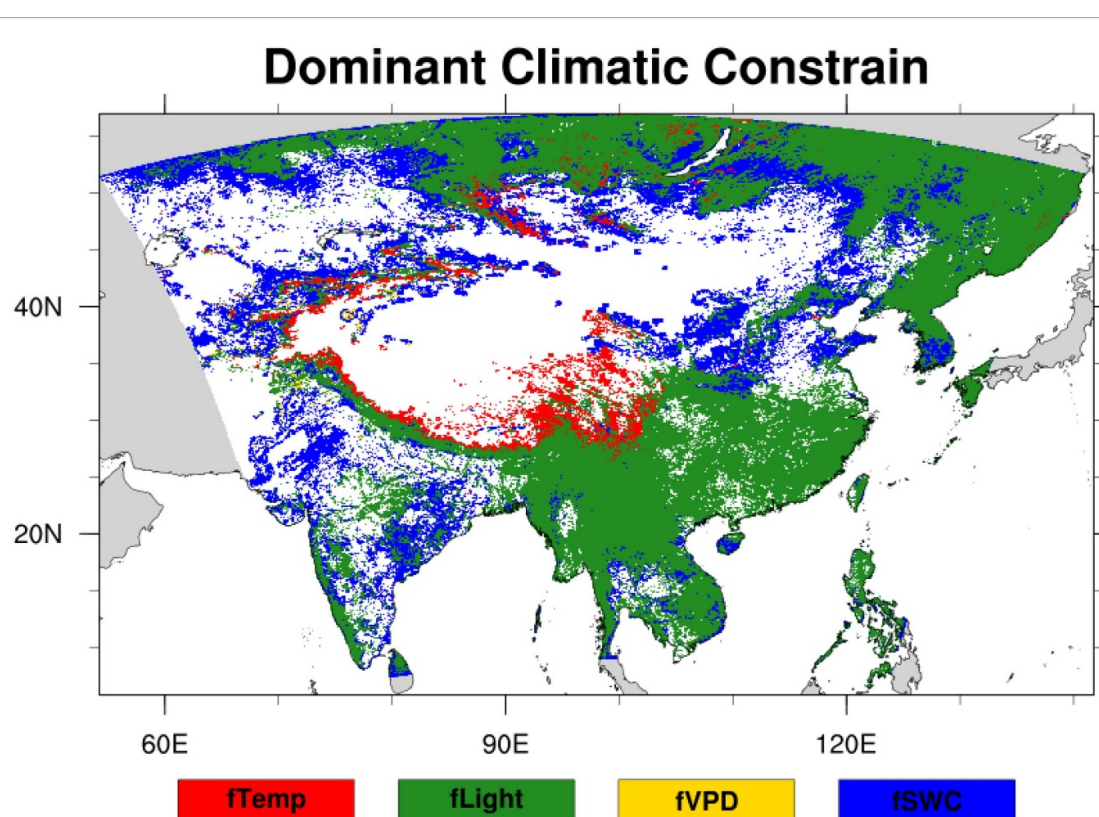 Dominant Climatic Constrain
40N
20N
60E 90E 120E
fTemp fLight fVPD fSWC